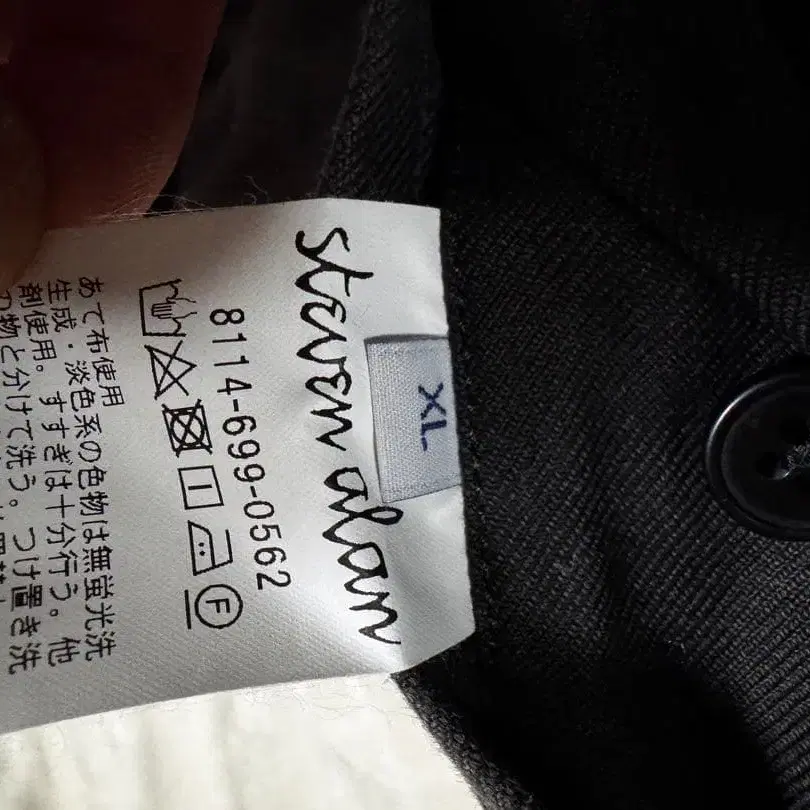 steven alan
XL
8114-699-0562
F
あて布使用
生成・淡色系の色物は無蛍光洗
剤使用。すすぎは十分行う。他
の物と分けて洗う。つけ置き洗